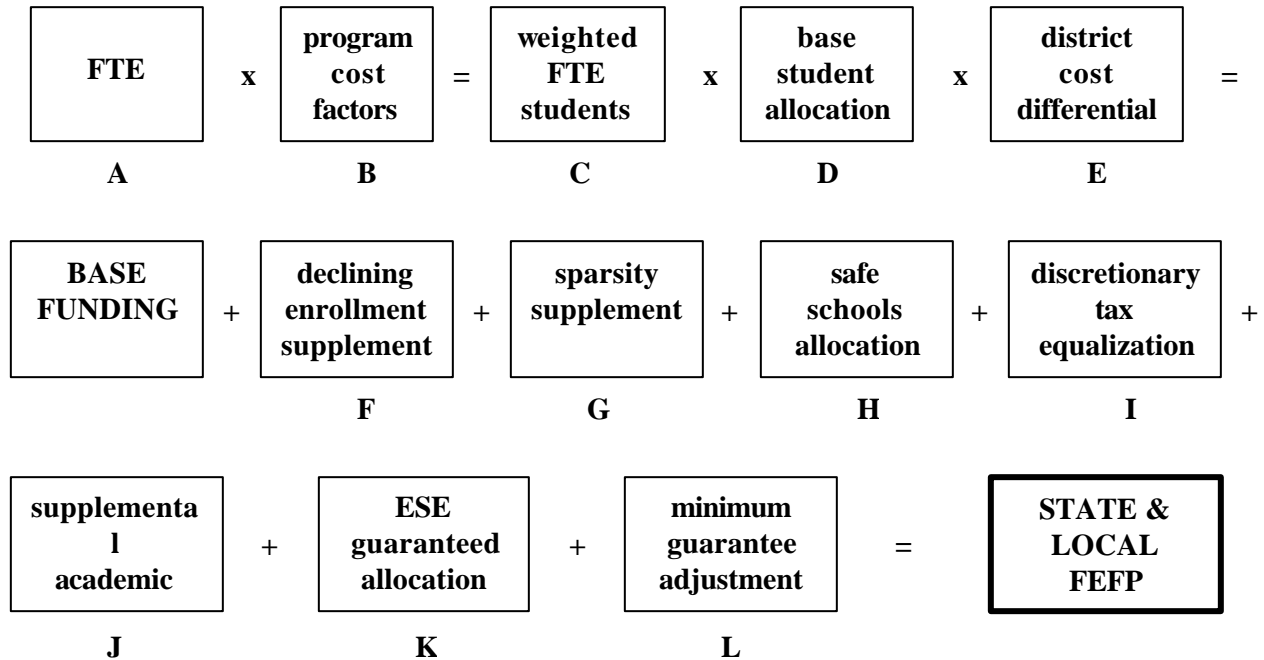 FTE
x
program
cost
factors
=
weighted
FTE
students
x
base
student
allocation
x
district
cost
differential
=
A
B
C
D
E
BASE
FUNDING
+
declining
enrollment
supplement
+
sparsity
supplement
+
safe
schools
allocation
+
discretionary
tax
equalization
+
F
G
H
I
supplementa
l
academic
+
ESE
guaranteed
allocation
+
minimum
guarantee
adjustment
=
STATE &
LOCAL
FEFP
J
K
L